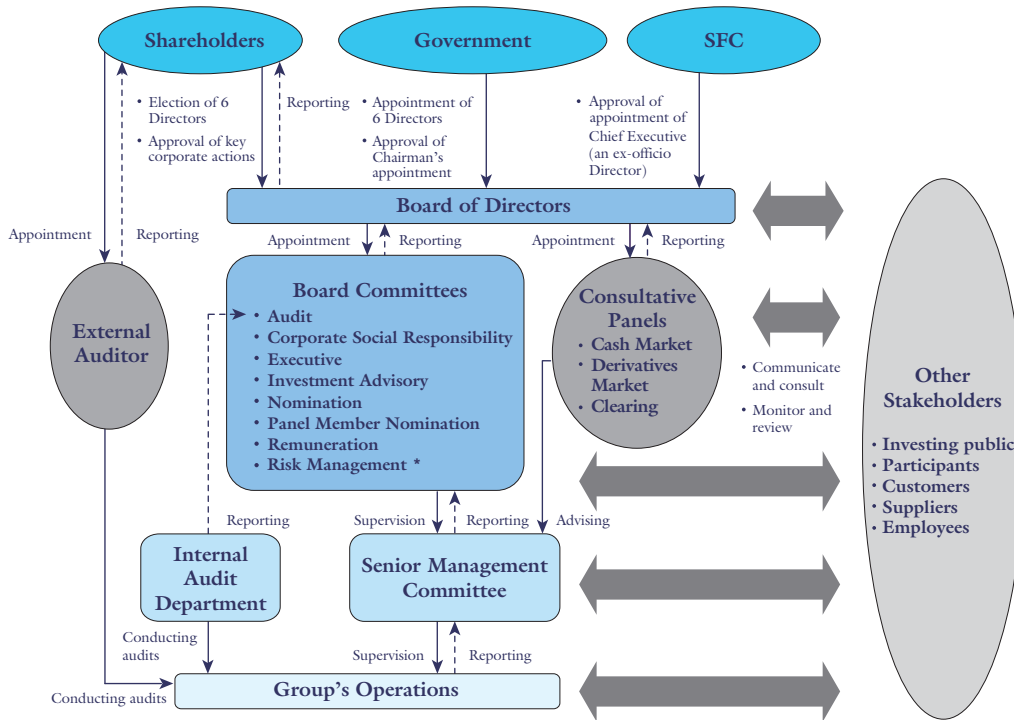 Shareholders
Government
SFC
• Election of 6
Directors
• Approval of key
corporate actions
Reporting
• Appointment of
6 Directors
• Approval of
Chairman's
appointment
• Approval of
appointment of
Chief Executive
(an ex-officio
Director)
Board of Directors
Appointment
Reporting
Appointment
Reporting
Appointment
Reporting
External
Auditor
Board Committees
• Audit
• Corporate Social Responsibility
• Executive
• Investment Advisory
• Nomination
• Panel Member Nomination
• Remuneration
• Risk Management *
Consultative
Panels
• Cash Market
• Derivatives
Market
• Clearing
• Communicate
and consult
• Monitor and
review
Other
Stakeholders
• Investing public
• Participants
• Customers
• Suppliers
• Employees
Reporting
Supervision
Reporting
Advising
Internal
Audit
Department
Senior Management
Committee
Conducting
audits
Supervision
Reporting
Conducting audits
Group's Operations